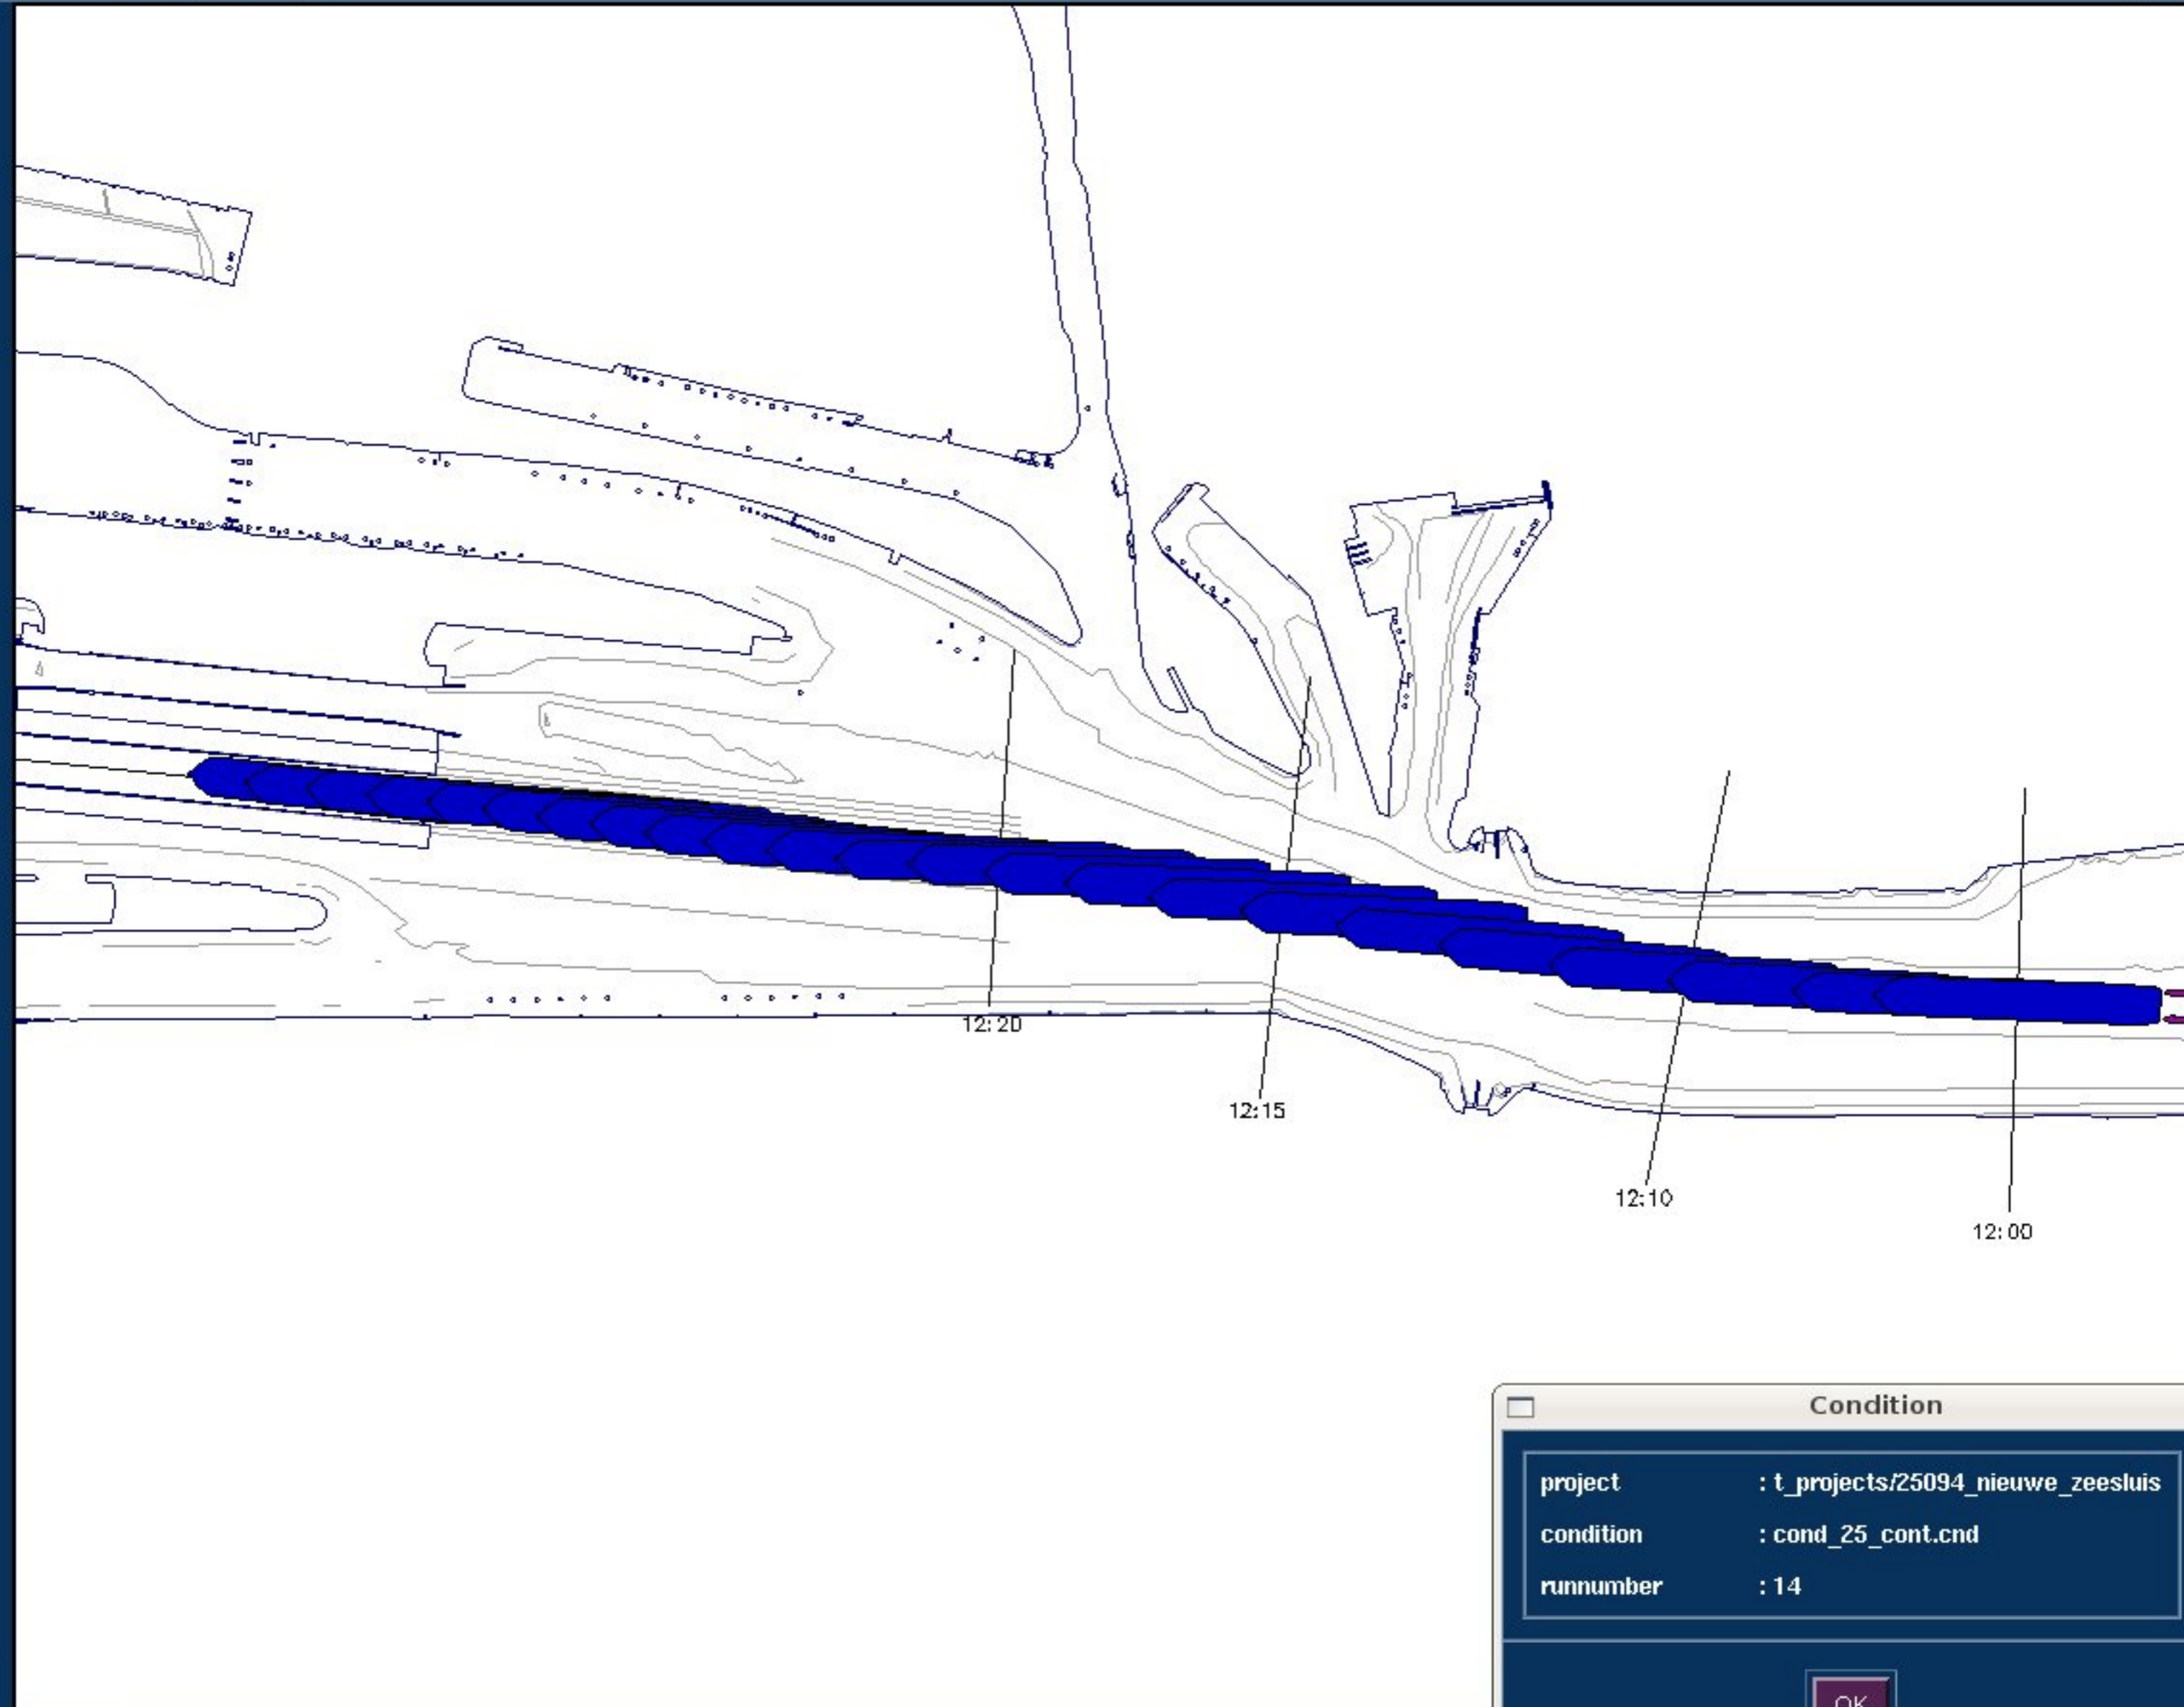 12:20
12:15
12:10
12:00
Condition
project : t_projects/25094_nieuwe_zeesluis
condition : cond_25_cont.cnd
runnumber : 14
OK